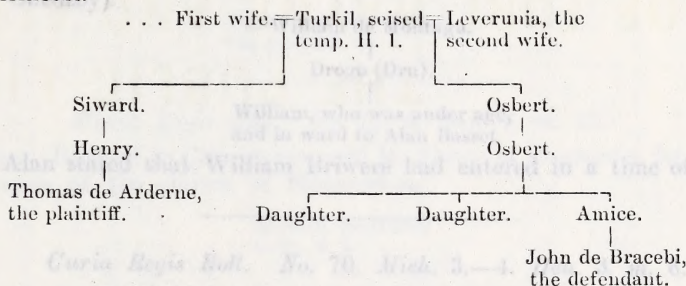 . . . First wife.=Turkil, seised=Leverunia, the
temp. H. 1. second wife.
Siward. Osbert.
Henry. Osbert.
Thomas de Arderne,
the plaintiff. Daughter. Daughter. Amice.
John de Bracebi,
the defendant.